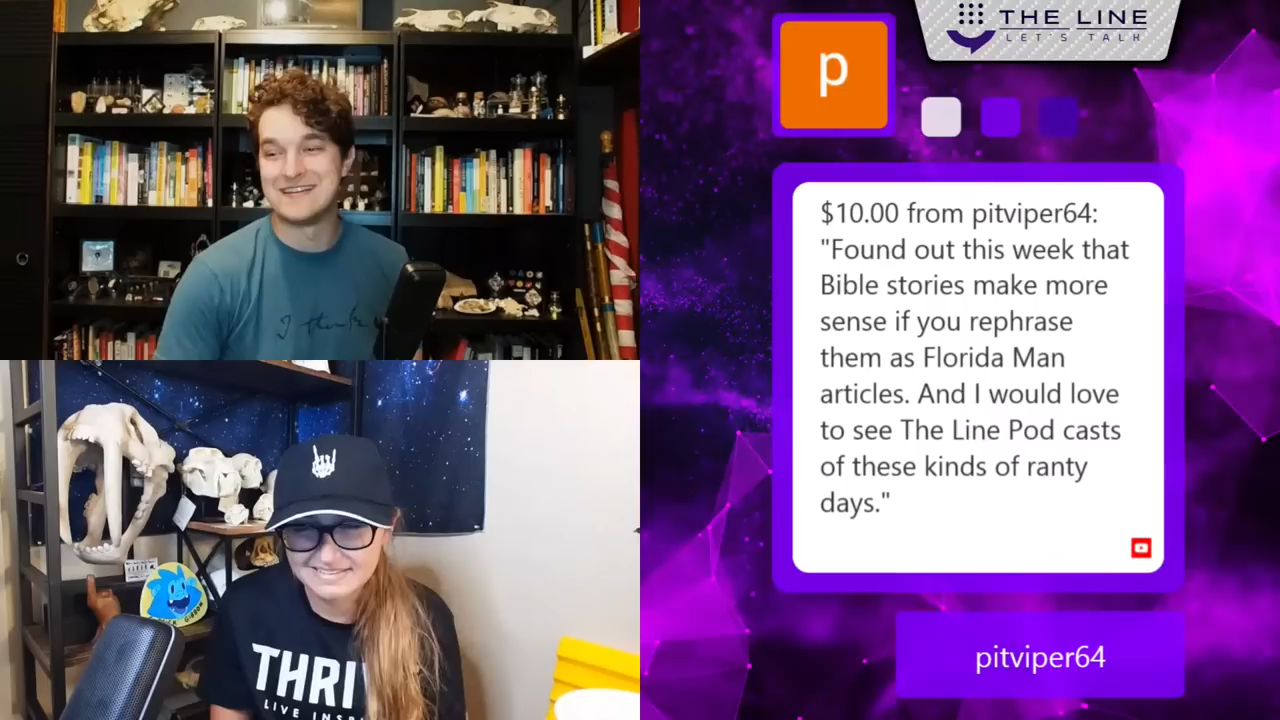 THE LINE
LET'S TALK
p
$10.00 from pitviper64:
"Found out this week that
Bible stories make more
sense if you rephrase
them as Florida Man
articles. And I would love
to see The Line Pod casts
of these kinds of ranty
days."
pitviper64
I think
THRI
LIVE INSP